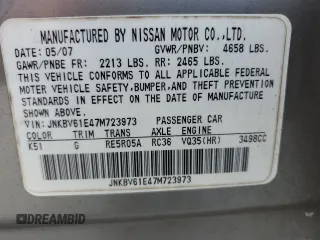 MANUFACTURED BY NISSAN MOTOR CO.,LTD.
DATE: 05/07 GVWR/PNBV: 4658 LBS.
GAWR/PNBE FR: 2213 LBS. RR: 2465 LBS.
THIS VEHICLE CONFORMS TO ALL APPLICABLE FEDERAL
MOTOR VEHICLE SAFETY,BUMPER,AND THEFT PREVENTION
STANDARDS IN EFFECT ON THE DATE OF MANUFACTURE
SHOWN ABOVE.
VIN:JNKBV61E47M723973 PASSENGER CAR
COLOR TRIM TRANS AXLE ENGINE
K51 G RE5R05A RC36 VQ35(HR) 3498CC
JNKBV61E47M723973
DREAMBID